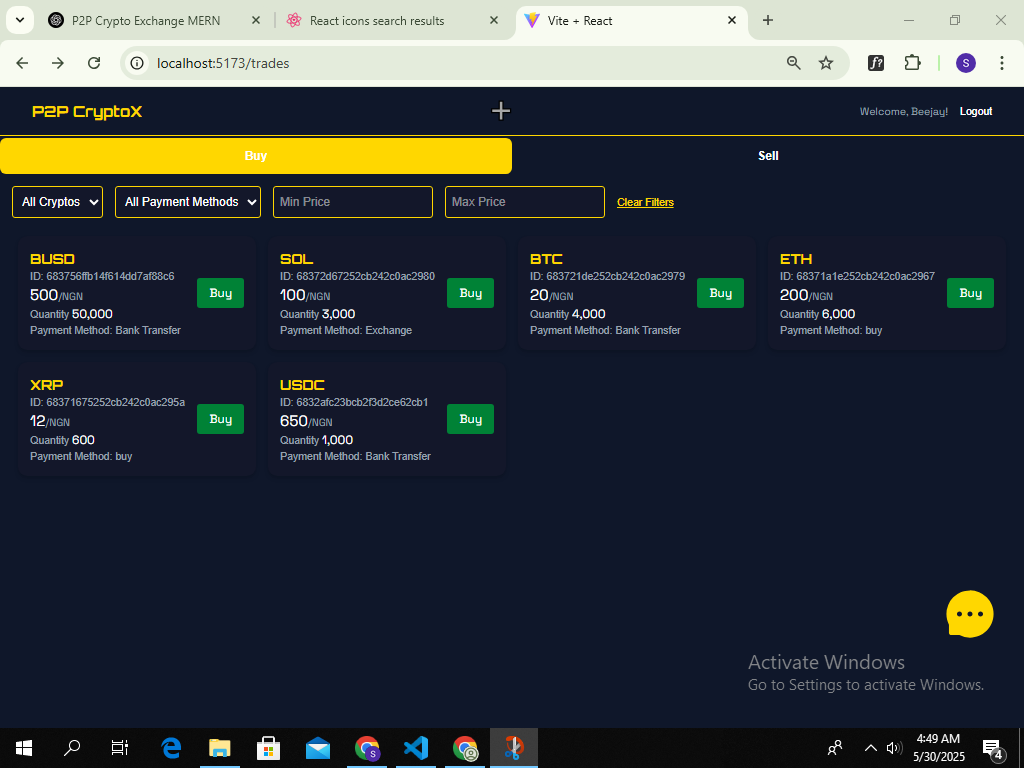 P2P Crypto Exchange MERN
React icons search results
Vite + React
localhost:5173/trades
f?
S
P2P CryptoX
Welcome, Beejay!
Logout
Buy
Sell
All Cryptos
All Payment Methods
Min Price
Max Price
Clear Filters
BUSD
ID: 683756ffb14f614dd7af88c6
500/NGN
Quantity 50,000
Payment Method: Bank Transfer
Buy
SOL
ID: 68372d67252cb242c0ac2980
100/NGN
Quantity 3,000
Payment Method: Exchange
Buy
BTC
ID: 683721de252cb242c0ac2979
20/NGN
Quantity 4,000
Payment Method: Bank Transfer
Buy
ETH
ID: 68371a1e252cb242c0ac2967
200/NGN
Quantity 6,000
Payment Method: buy
Buy
XRP
ID: 68371675252cb242c0ac295a
12/NGN
Quantity 600
Payment Method: buy
Buy
USDC
ID: 6832afc23bcb2f3d2ce62cb1
650/NGN
Quantity 1,000
Payment Method: Bank Transfer
Buy
Activate Windows
Go to Settings to activate Windows.
S
4:49 AM
5/30/2025
4